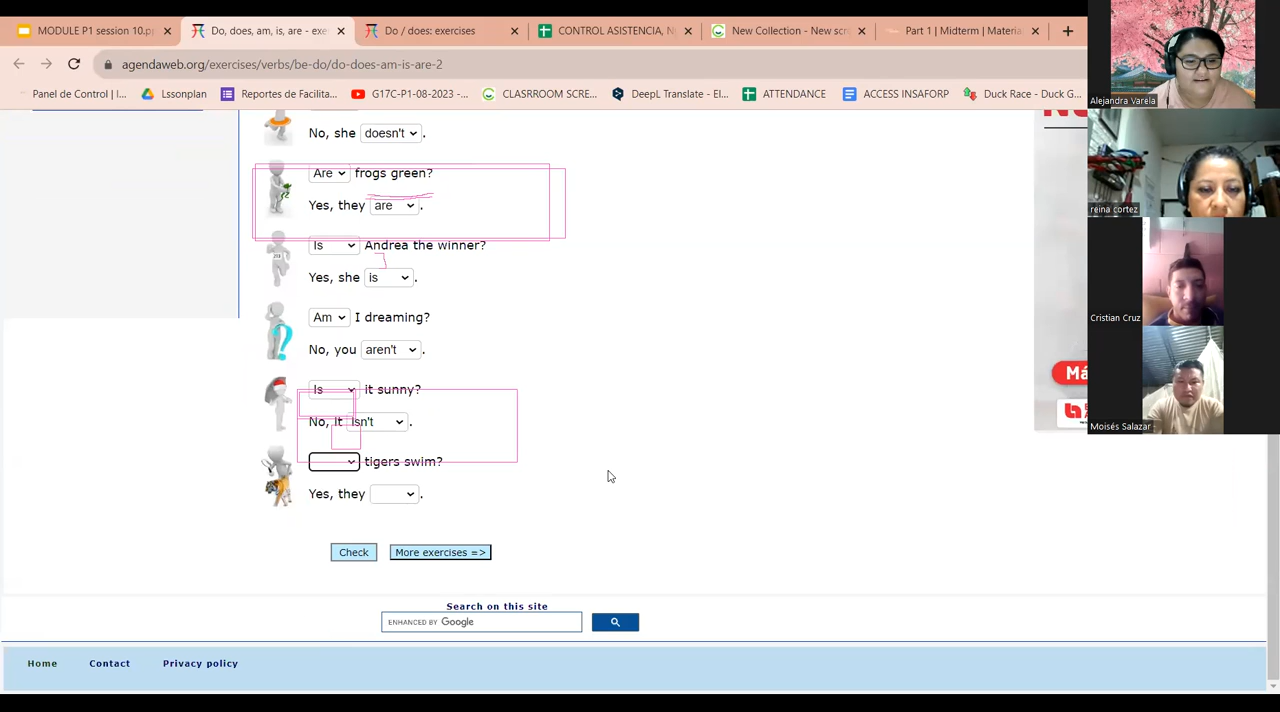 MODULE P1 session 10.p
Do, does, am, is, are - exe
Do / does: exercises
CONTROL ASISTENCIA, N
New Collection - New scr
Part 1 | Midterm | Materia
agendaweb.org/exercises/verbs/be-do/do-does-am-is-are-2
Panel de Control | I...
Lssonplan
Reportes de Facilita...
G17C-P1-08-2023 -...
CLASRROOM SCRE...
DeepL Translate - El...
ATTENDANCE
ACCESS INSAFORP
Duck Race - Duck G...
Alejandra Varela
No, she doesn't .
Are frogs green?
Yes, they are .
Is Andrea the winner?
Yes, she is .
Am I dreaming?
No, you aren't .
Is it sunny?
No, it isn't .
tigers swim?
Yes, they .
Check
More exercises =>
Search on this site
ENHANCED BY Google
Home
Contact
Privacy policy
Má
reina cortez
Cristian Cruz
Moisés Salazar